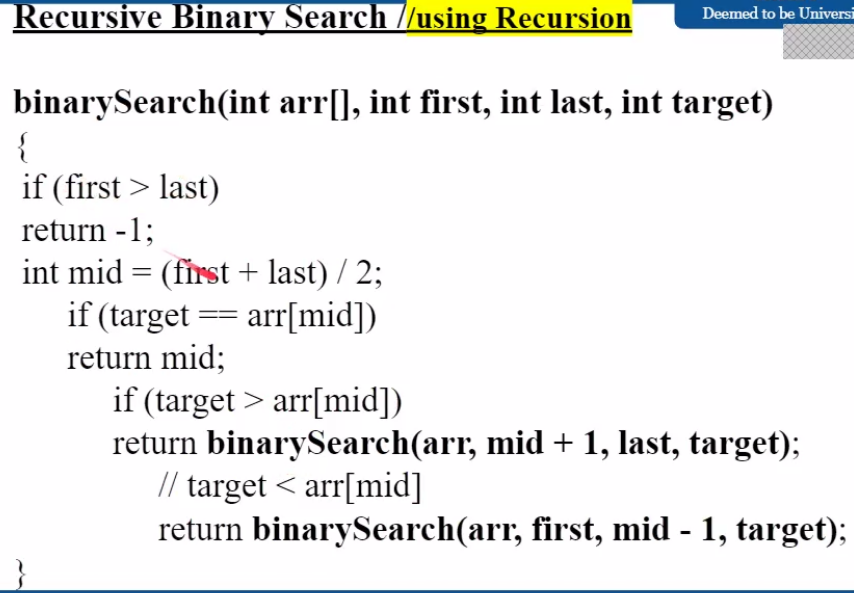 Recursive Binary Search //using Recursion
Deemed to be
binarySearch(int arr[], int first, int last, int target)
{
if (first > last)
return -1;
int mid = (first + last) / 2;
if (target == arr[mid])
return mid;
if (target > arr[mid])
return binarySearch(arr, mid + 1, last, target);
// target < arr[mid]
return binarySearch(arr, first, mid - 1, target);
}